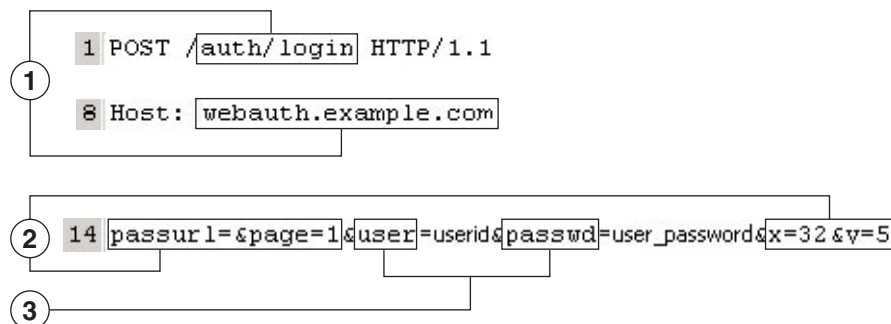 1 POST /auth/login HTTP/1.1
1
8 Host: webauth.example.com
2
14 passurl=&page=1&user=userid&passwd=user_password&x=32&y=5
3